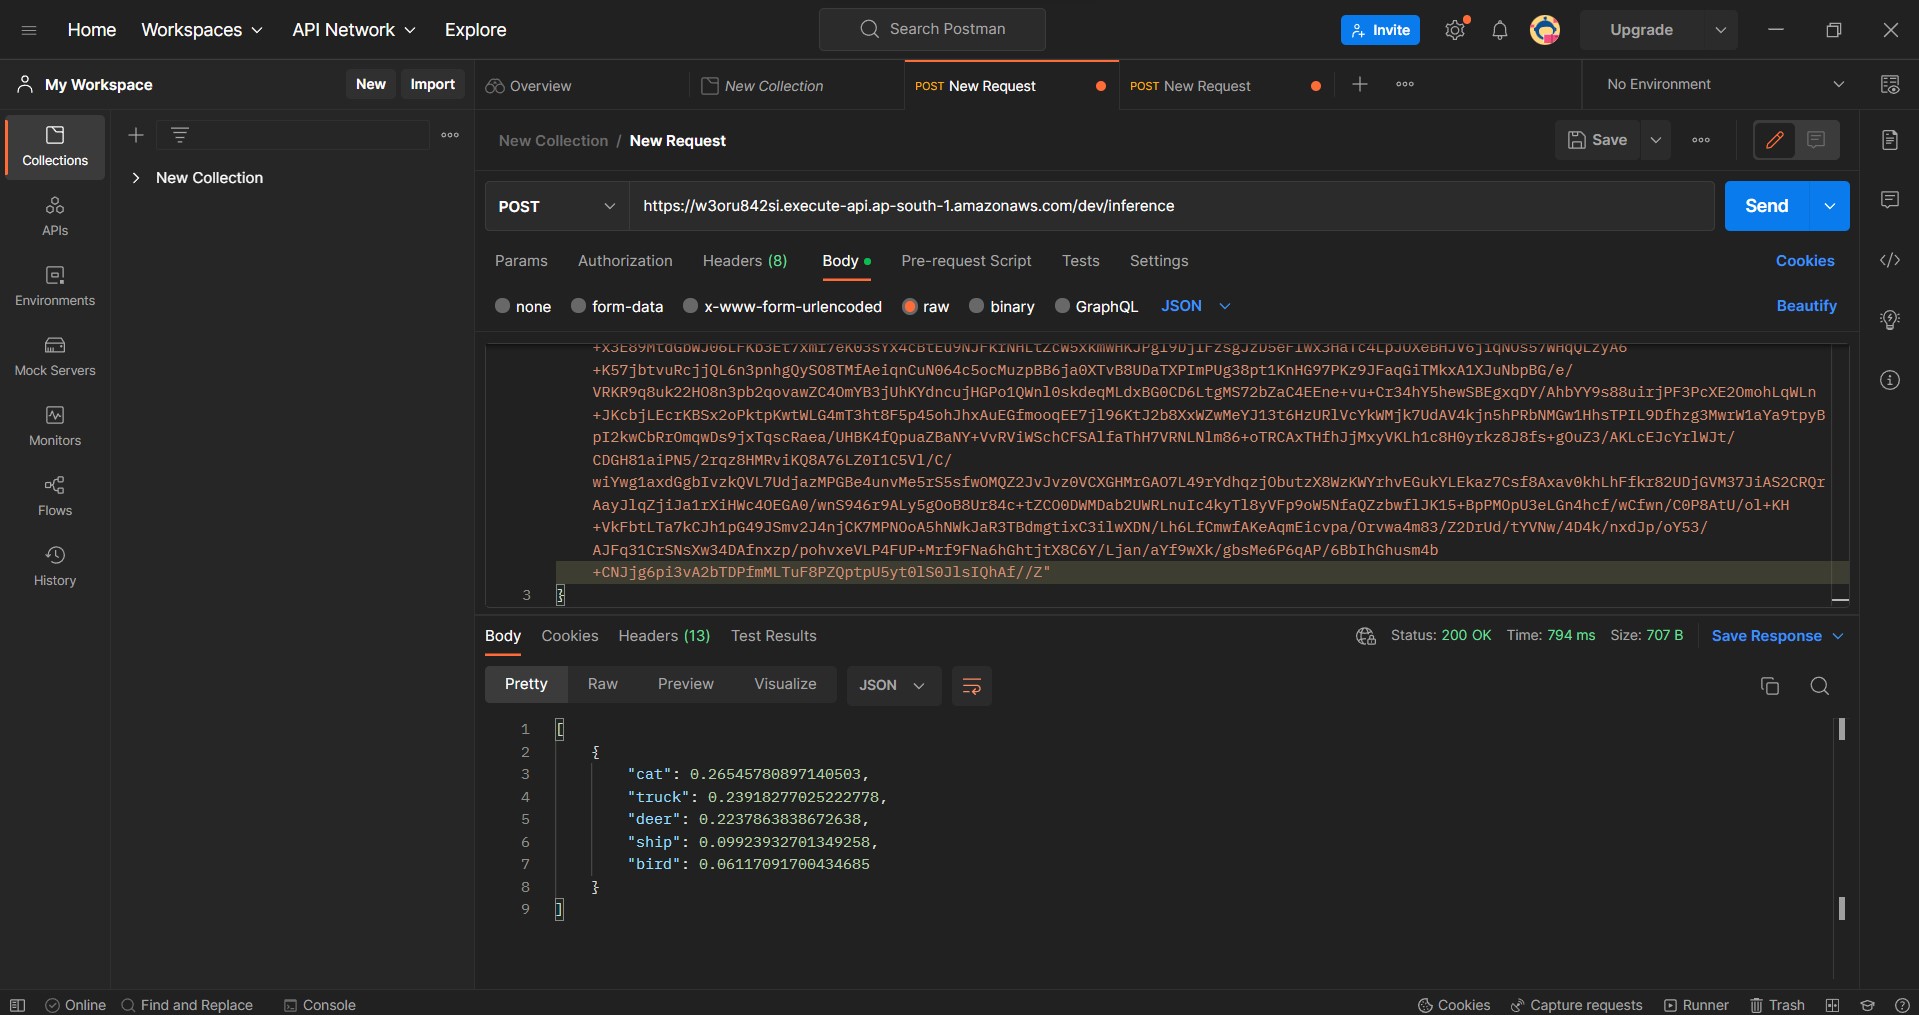 Home Workspaces API Network Explore Search Postman Invite Upgrade
My Workspace New Import Overview New Collection POST New Request POST New Request No Environment
Collections
APIs
Environments
Mock Servers
Monitors
Flows
History
New Collection
New Collection / New Request Save
POST https://w3oru842si.execute-api.ap-south-1.amazonaws.com/dev/inference Send
Params Authorization Headers (8) Body Pre-request Script Tests Settings Cookies
none form-data x-www-form-urlencoded raw binary GraphQL JSON Beautify
+K57jbtvuRcjjQL6n3pnhgQySO8TMfAeiqnCuN064c5ocMuzpBB6ja0XTvB8UDaTXPImPUg38pt1KnHG97PKz9JFaqGiTMkxA1XJuNbpBG/e/
VRKR9q8uk22HO8n3pb2qovawZC4OmYB3jUhKYdncujHGPo1QWnl0skdeqMLdxBG0CD6LtgMS72bZaC4EEne+vu+Cr34hY5hewSBEgxqDY/AhbYY9s88uirjPF3PcXE2OmohLqWLn
+JKcbjLEcrKBSx2oPktpKwtWLG4mT3ht8F5p45ohJhxAuEGfmooqEE7jl96KtJ2b8XxWZwMeYJ13t6HzURlVcYkWMjk7UdAV4kjn5hPRbNMGw1HhsTPIL9Dfhzg3MwrW1aYa9tpyB
pI2kwCbRrOmqwDs9jxTqscRaea/UHBK4fQpuaZBaNY+VvRViWSchCFSAlfaThH7VRNLNlm86+oTRCAxTHfhJjMxyVKLh1c8H0yrkz8J8fs+gOuZ3/AKLcEJcYrlWJt/
CDGH81aiPN5/2rqz8HMRviKQ8A76LZ0I1C5Vl/C/
wiYwg1axdGgbIvzkQVL7UdjazMPGBe4unvMe5rS5sfwOMQZ2JvJvz0VCXGHMrGAO7L49rYdhqzjObutzX8WzKWYrhvEGukYLEkaz7Csf8Axav0khLhFfkr82UDjGVM37JiAS2CRQr
AayJlqZjiJa1rXiHWc4OEGA0/wnS946r9ALy5gOoB8Ur84c+tZCO0DWMDab2UWRLnuIc4kyTl8yVFp9oW5NfaQZzbwflJK15+BpPMOpU3eLGn4hcf/wCfwn/C0P8AtU/ol+KH
+VkFbtLTa7kCJh1pG49JSmv2J4njCK7MPNOoA5hNWkJaR3TBdmgtixC3ilwXDN/Lh6LfCmwfAKeAqmEicvpa/Orvwa4m83/Z2DrUd/tYVNw/4D4k/nxdJp/oY53/
AJFq31CrSNsXw34DAfnxzp/pohvxeVLP4FUP+Mrf9FNa6hGhtjtX8C6Y/Ljan/aYf9wXk/gbsMe6P6qAP/6BbIhGhusm4b
+CNJjg6pi3vA2bTDPfmMLTuF8PZQptpU5yt0lS0JlsIQhAf//Z"
3 }
Body Cookies Headers (13) Test Results Status: 200 OK Time: 794 ms Size: 707 B Save Response
Pretty Raw Preview Visualize JSON
1 [
2 {
3 "cat": 0.26545780897140503,
4 "truck": 0.23918277025222778,
5 "deer": 0.2237863838672638,
6 "ship": 0.09923932701349258,
7 "bird": 0.06117091700434685
8 }
9 ]
Online Find and Replace Console Cookies Capture requests Runner Trash